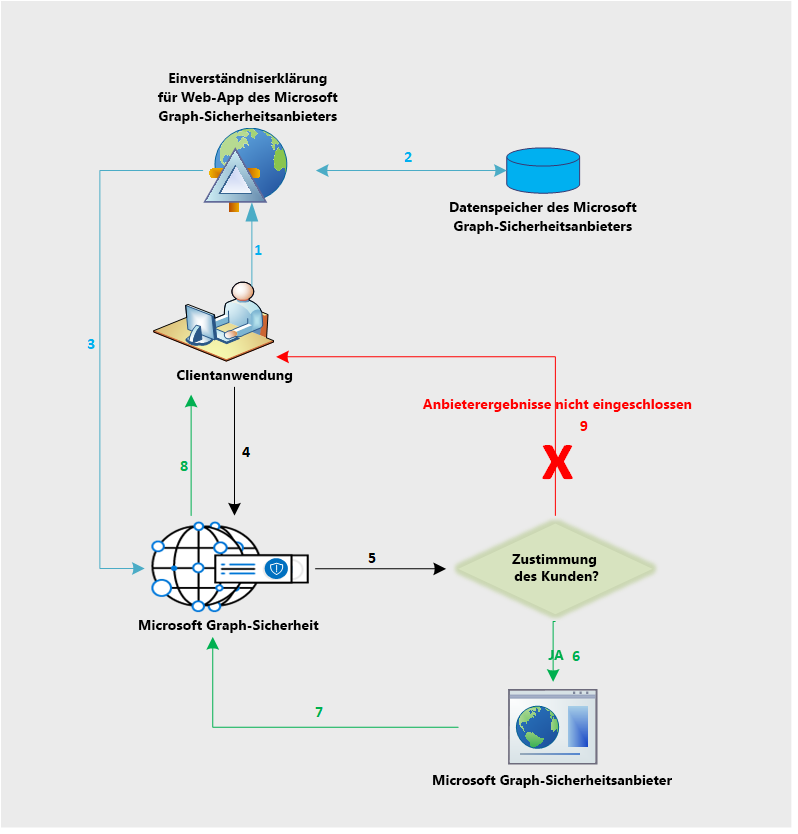 Einverständniserklärung
für Web-App des Microsoft
Graph-Sicherheitsanbieters
2
Datenspeicher des Microsoft
Graph-Sicherheitsanbieters
1
3
Clientanwendung
Anbieterergebnisse nicht eingeschlossen
9
X
8
4
5
Zustimmung
des Kunden?
Microsoft Graph-Sicherheit
JA 6
7
Microsoft Graph-Sicherheitsanbieter